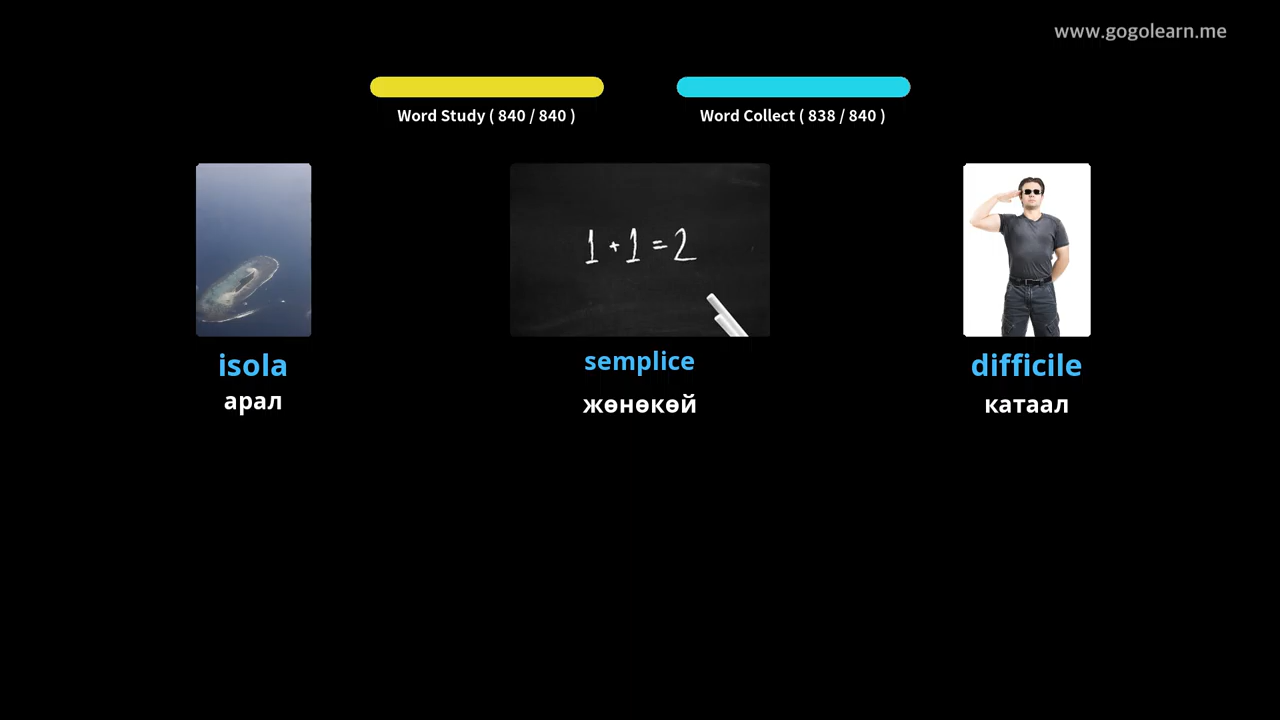 www.gogolearn.me
Word Study ( 840 / 840 )
Word Collect ( 838 / 840 )
1 + 1 = 2
isola
арал
semplice
жөнөкөй
difficile
катаал